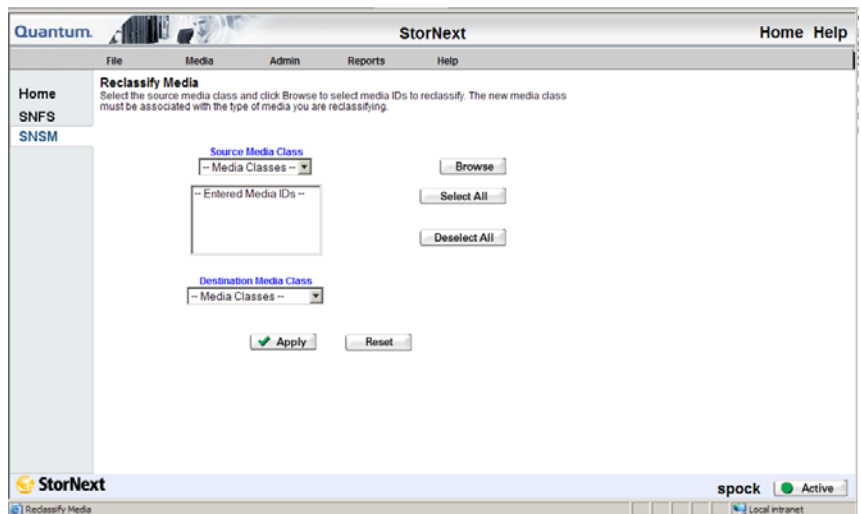 Quantum. StorNext Home Help
File Media Admin Reports Help
Home
SNFS
SNSM
Reclassify Media
Select the source media class and click Browse to select media IDs to reclassify. The new media class
must be associated with the type of media you are reclassifying.
Source Media Class
-- Media Classes --
Browse
-- Entered Media IDs --
Select All
Deselect All
Destination Media Class
-- Media Classes --
Apply Reset
StorNext
spock Active
Reclassify Media Local intranet